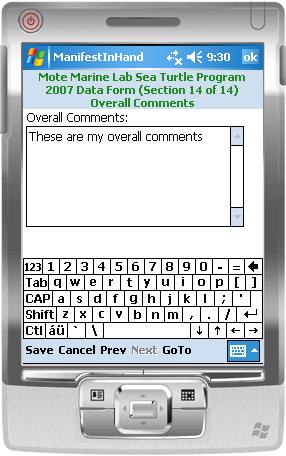 ManifestInHand 9:30 ok
Mote Marine Lab Sea Turtle Program
2007 Data Form (Section 14 of 14)
Overall Comments
Overall Comments:
These are my overall comments
123 1 2 3 4 5 6 7 8 9 0 - =
Tab q w e r t y u i o p [ ]
CAP a s d f g h j k l ; '
Shift z x c v b n m , . /
Ctl áü ` \
Save Cancel Prev Next GoTo